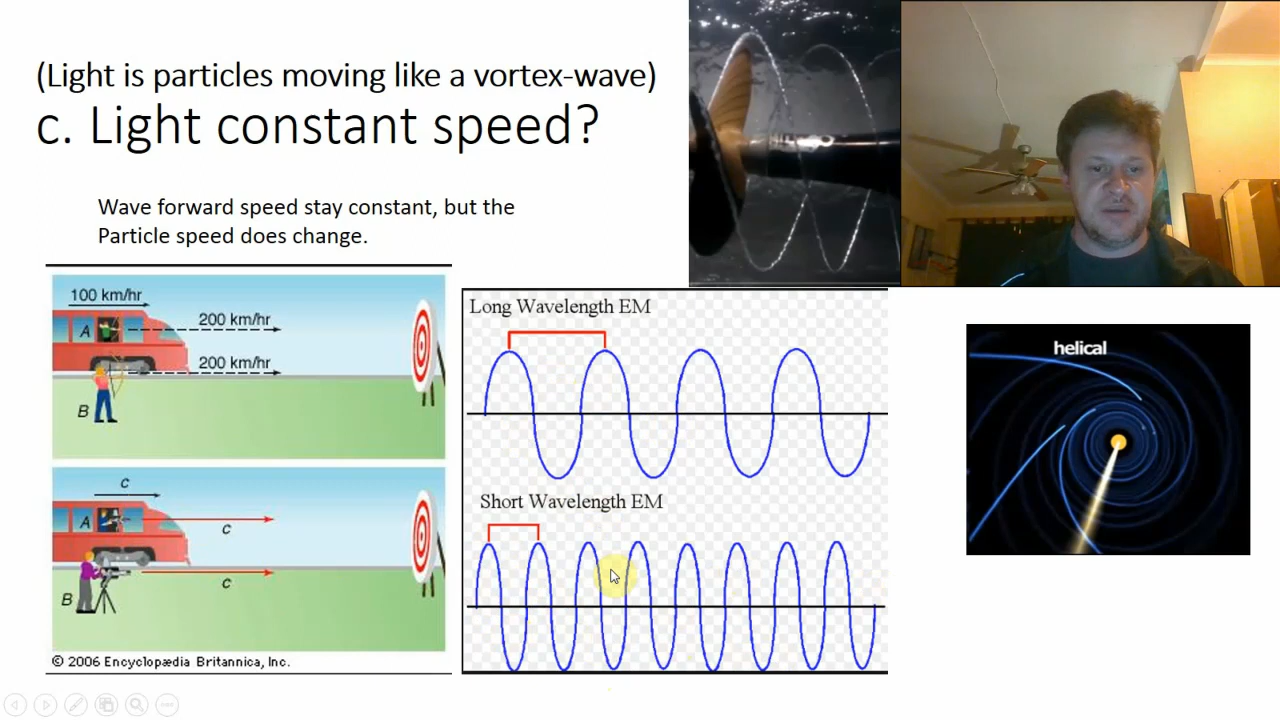 (Light is particles moving like a vortex-wave)
c. Light constant speed?
Wave forward speed stay constant, but the
Particle speed does change.
100 km/hr
A
200 km/hr
200 km/hr
B
c
A
c
c
B
© 2006 Encyclopædia Britannica, Inc.
Long Wavelength EM
Short Wavelength EM
helical